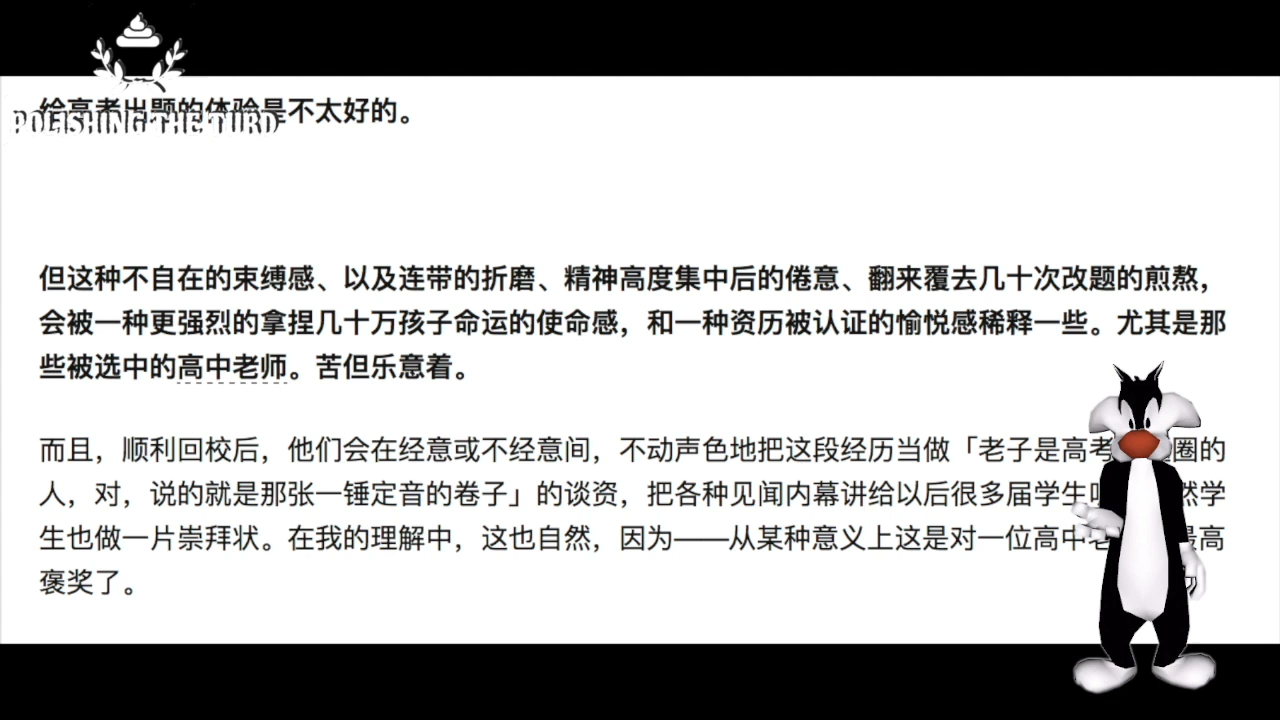 给高考出题的体验是不太好的。
POLISHING THE TURD
但这种不自在的束缚感、以及连带的折磨、精神高度集中后的倦意、翻来覆去几十次改题的煎熬，
会被一种更强烈的拿捏几十万孩子命运的使命感，和一种资历被认证的愉悦感稀释一些。尤其是那
些被选中的高中老师。苦但乐意着。
而且，顺利回校后，他们会在经意或不经意间，不动声色地把这段经历当做「老子是高考 圈的
人，对，说的就是那张一锤定音的卷子」的谈资，把各种见闻内幕讲给以后很多届学生 然学
生也做一片崇拜状。在我的理解中，这也自然，因为——从某种意义上这是对一位高中 最高
褒奖了。